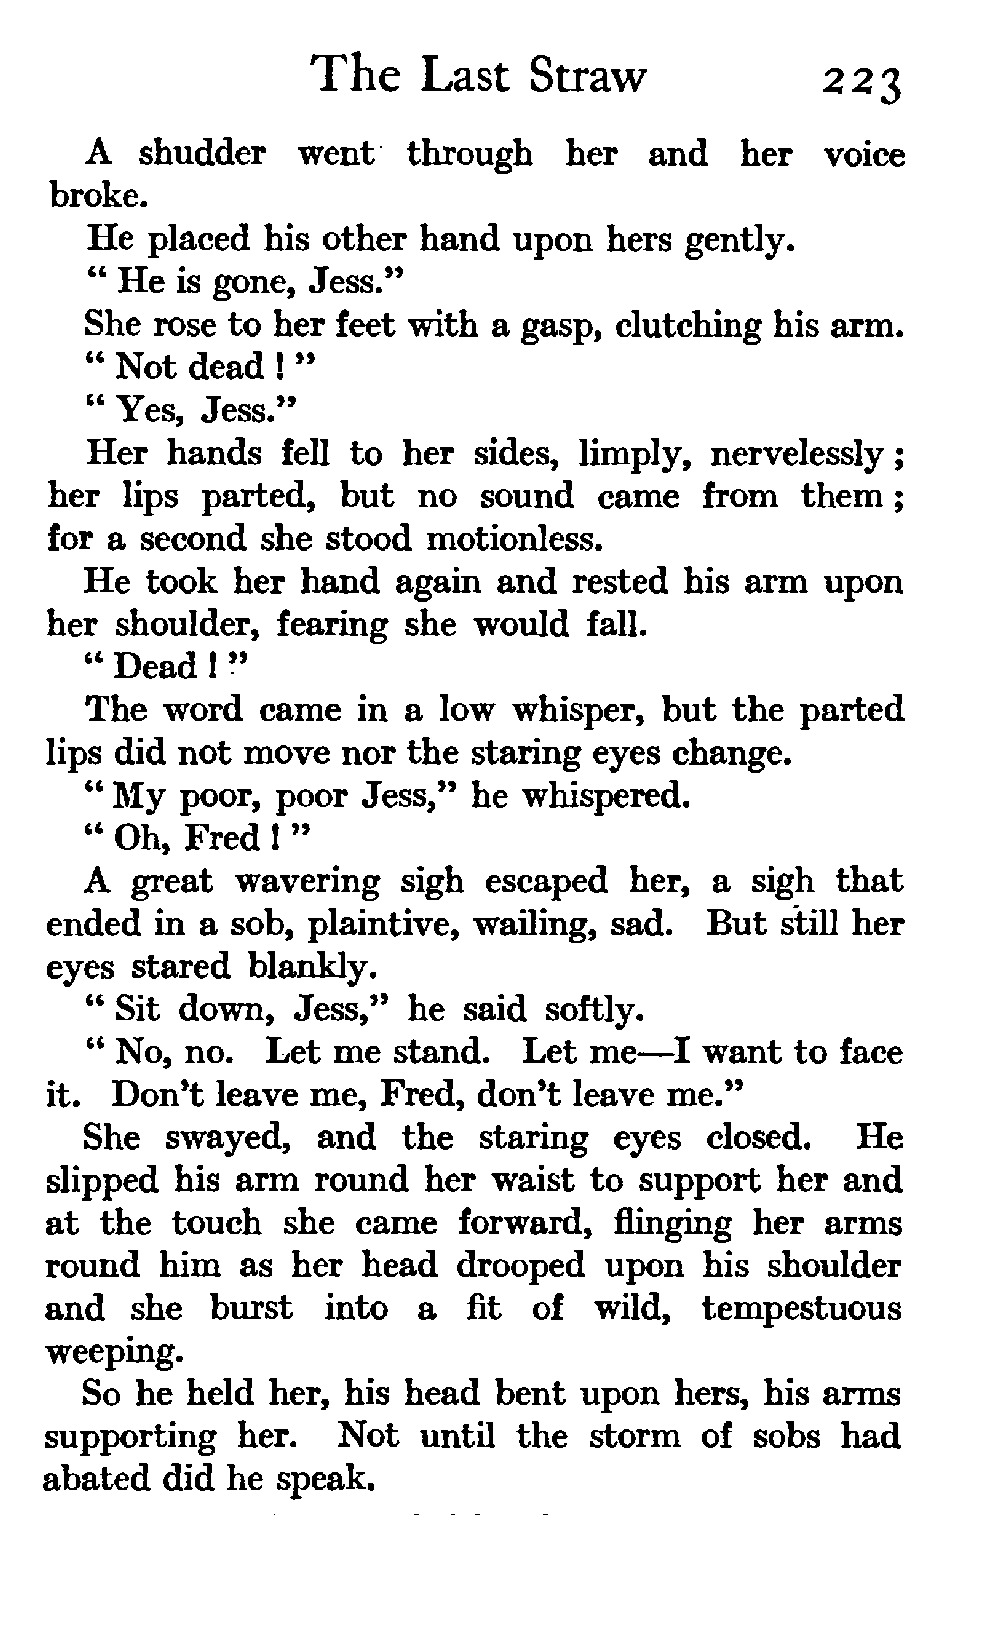 The Last Straw 223
A shudder went through her and her voice
broke.
He placed his other hand upon hers gently.
“ He is gone, Jess.”
She rose to her feet with a gasp, clutching his arm.
“ Not dead ! ”
“ Yes, Jess.”
Her hands fell to her sides, limply, nervelessly ;
her lips parted, but no sound came from them ;
for a second she stood motionless.
He took her hand again and rested his arm upon
her shoulder, fearing she would fall.
“ Dead ! ”
The word came in a low whisper, but the parted
lips did not move nor the staring eyes change.
“ My poor, poor Jess,” he whispered.
“ Oh, Fred ! ”
A great wavering sigh escaped her, a sigh that
ended in a sob, plaintive, wailing, sad. But still her
eyes stared blankly.
“ Sit down, Jess,” he said softly.
“ No, no. Let me stand. Let me—I want to face
it. Don’t leave me, Fred, don’t leave me.”
She swayed, and the staring eyes closed. He
slipped his arm round her waist to support her and
at the touch she came forward, flinging her arms
round him as her head drooped upon his shoulder
and she burst into a fit of wild, tempestuous
weeping.
So he held her, his head bent upon hers, his arms
supporting her. Not until the storm of sobs had
abated did he speak.